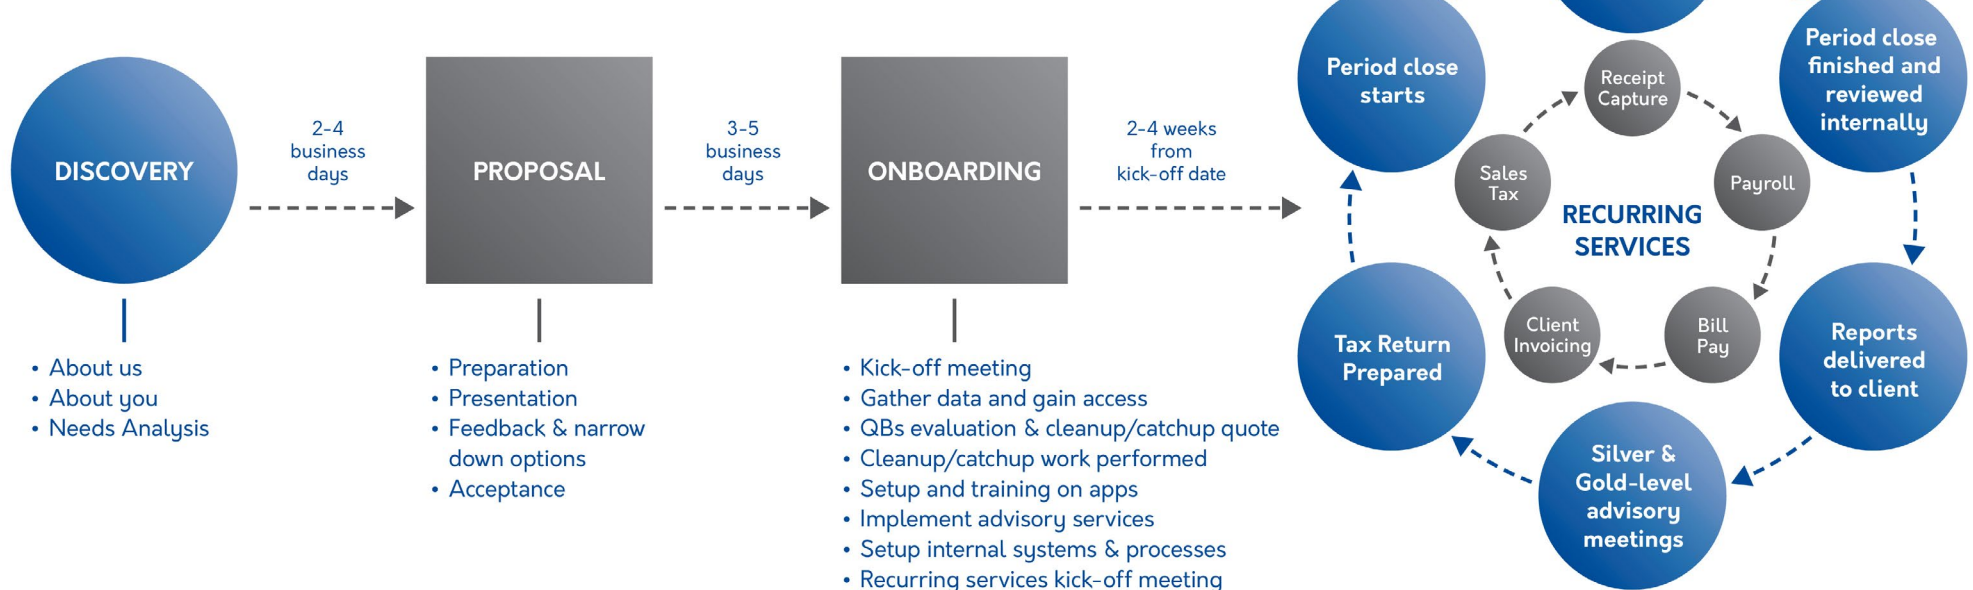 DISCOVERY
2-4
business
days
PROPOSAL
3-5
business
days
ONBOARDING
2-4 weeks
from
kick-off date
• About us
• About you
• Needs Analysis
• Preparation
• Presentation
• Feedback & narrow
down options
• Acceptance
• Kick-off meeting
• Gather data and gain access
• QBs evaluation & cleanup/catchup quote
• Cleanup/catchup work performed
• Setup and training on apps
• Implement advisory services
• Setup internal systems & processes
• Recurring services kick-off meeting
RECURRING
SERVICES
Period close
starts
Period close
finished and
reviewed
internally
Reports
delivered
to client
Silver &
Gold-level
advisory
meetings
Tax Return
Prepared
Receipt
Capture
Payroll
Bill
Pay
Client
Invoicing
Sales
Tax